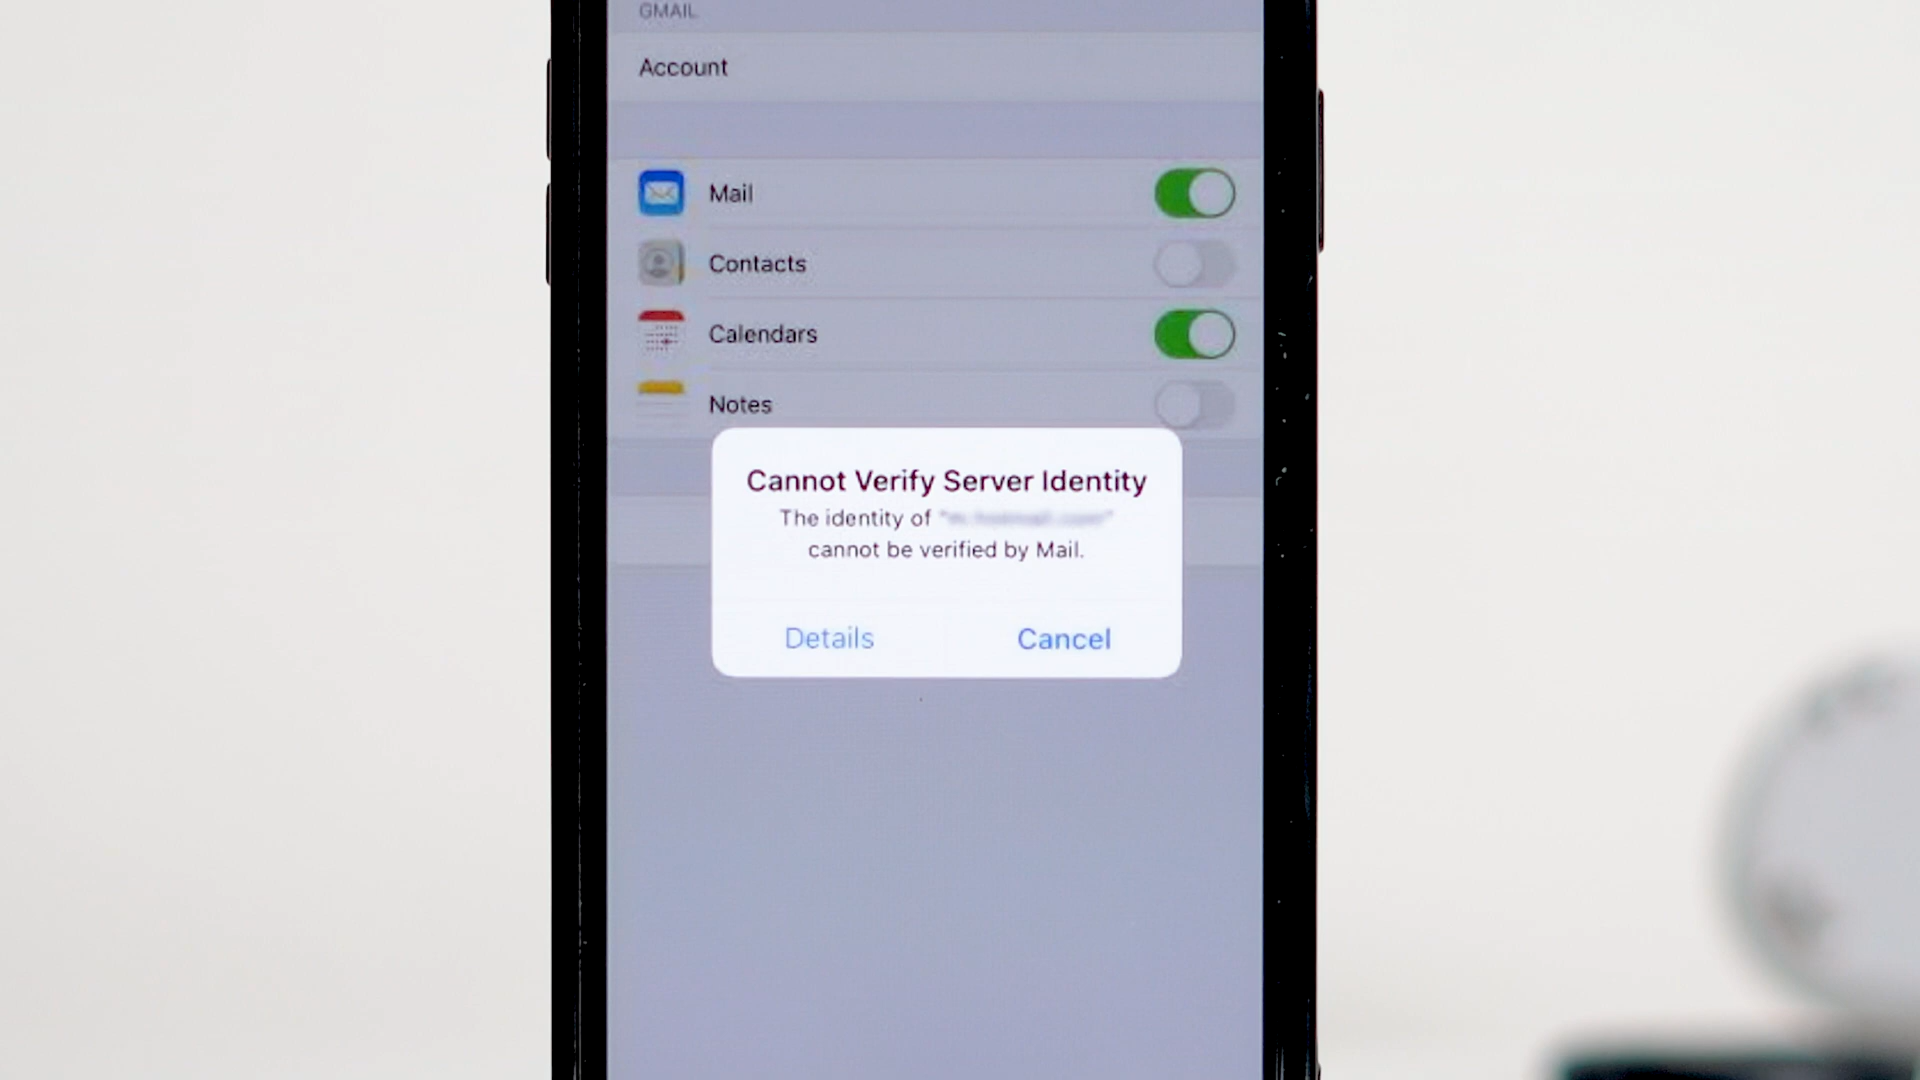 GMAIL
Account
Mail
Contacts
Calendars
Notes
Cannot Verify Server Identity
The identity of
cannot be verified by Mail.
Details
Cancel